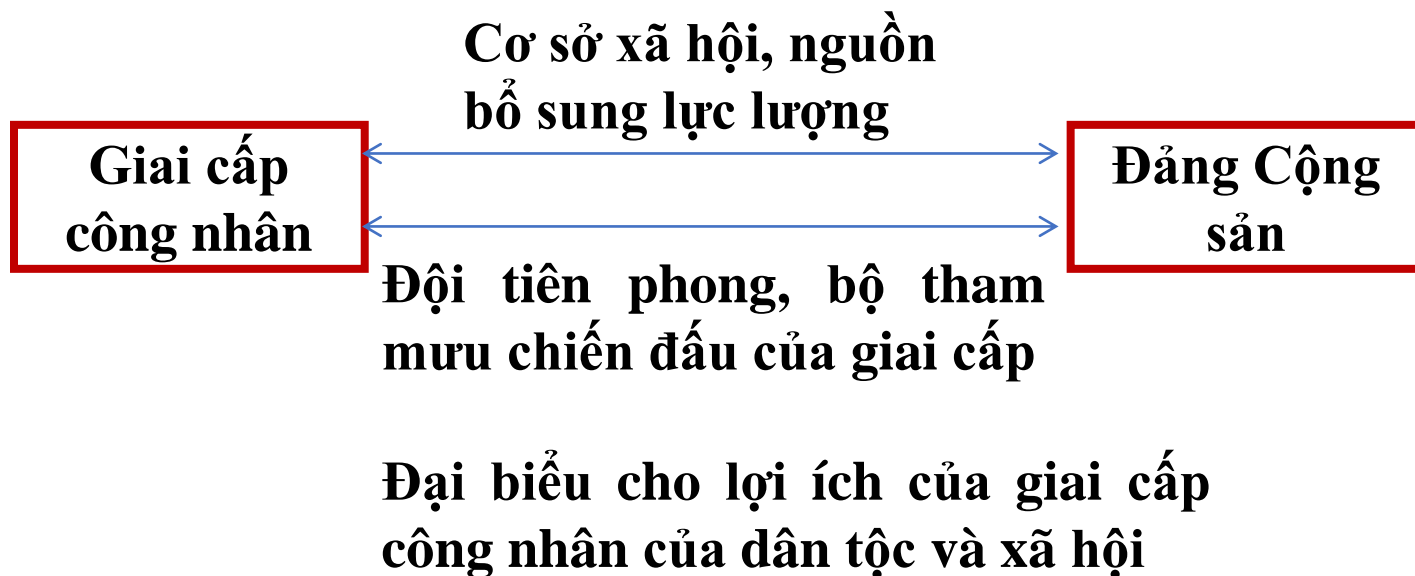 Cơ sở xã hội, nguồn
bổ sung lực lượng
Giai cấp
công nhân
Đảng Cộng
sản
Đội tiên phong, bộ tham
mưu chiến đấu của giai cấp
Đại biểu cho lợi ích của giai cấp
công nhân của dân tộc và xã hội